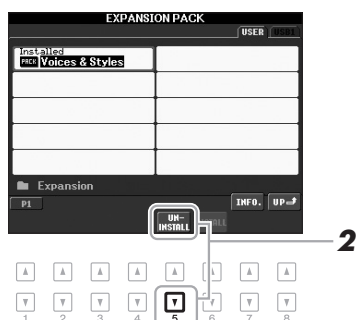 EXPANSION PACK
USER USB1
Installed
PACK Voices & Styles
Expansion
P1
INFO. UP
UN-
INSTALL
2
1 2 3 4 5 6 7 8